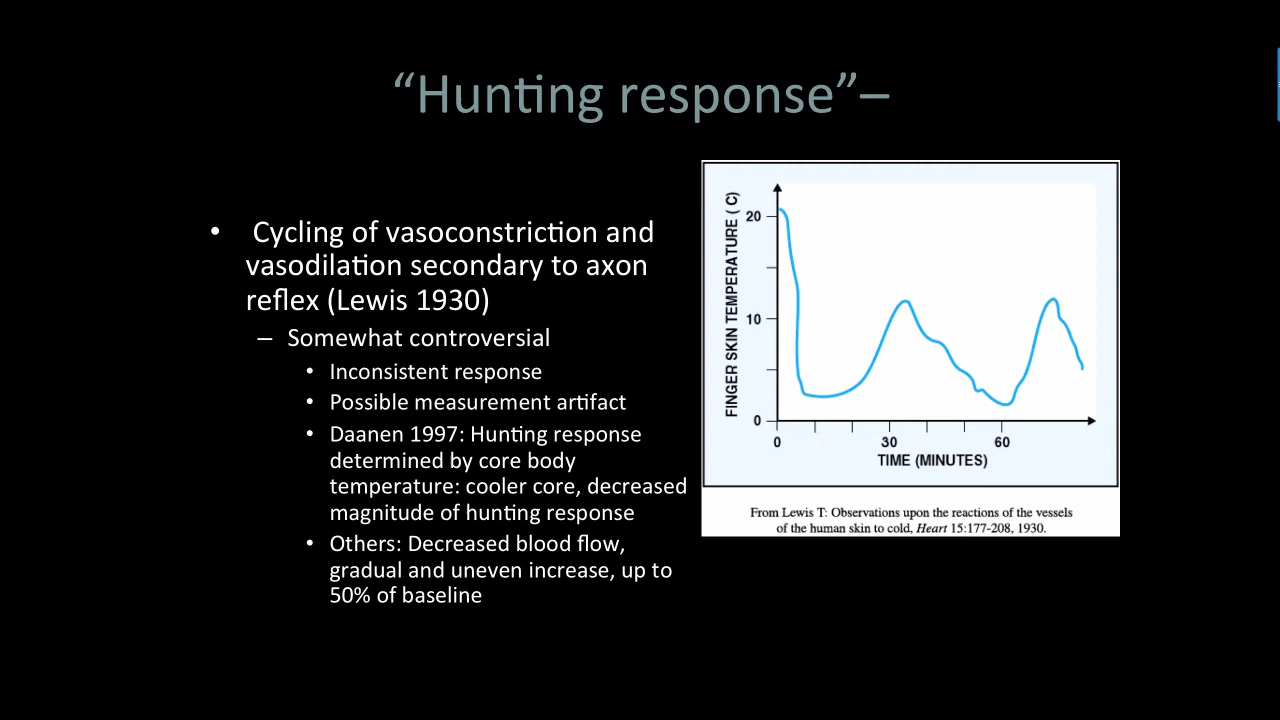 “Hunting response”–
• Cycling of vasoconstriction and
vasodilation secondary to axon
reflex (Lewis 1930)
– Somewhat controversial
• Inconsistent response
• Possible measurement artifact
• Daanen 1997: Hunting response
determined by core body
temperature: cooler core, decreased
magnitude of hunting response
• Others: Decreased blood flow,
gradual and uneven increase, up to
50% of baseline
FINGER SKIN TEMPERATURE ( C)
20
10
0
0 30 60
TIME (MINUTES)
From Lewis T: Observations upon the reactions of the vessels
of the human skin to cold, Heart 15:177-208, 1930.